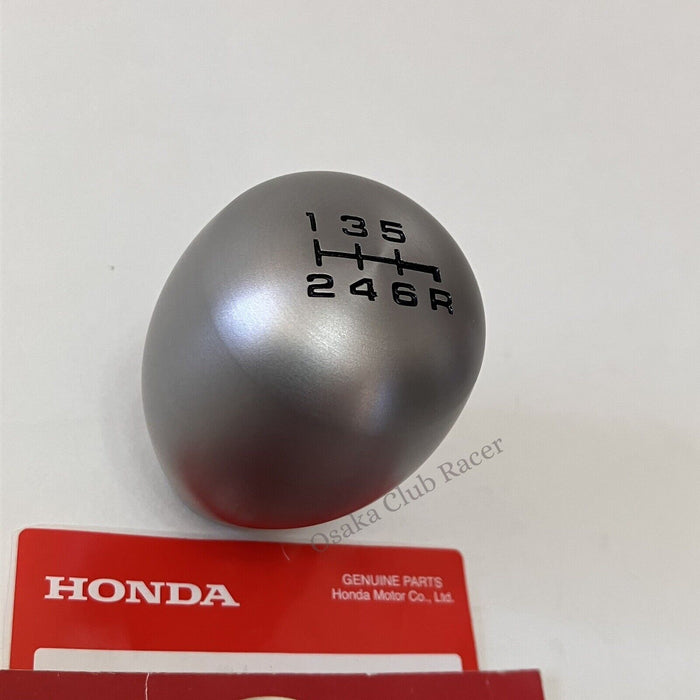 1 3 5
2 4 6 R
Osaka Club Racer
HONDA
GENUINE PARTS
Honda Motor Co., Ltd.